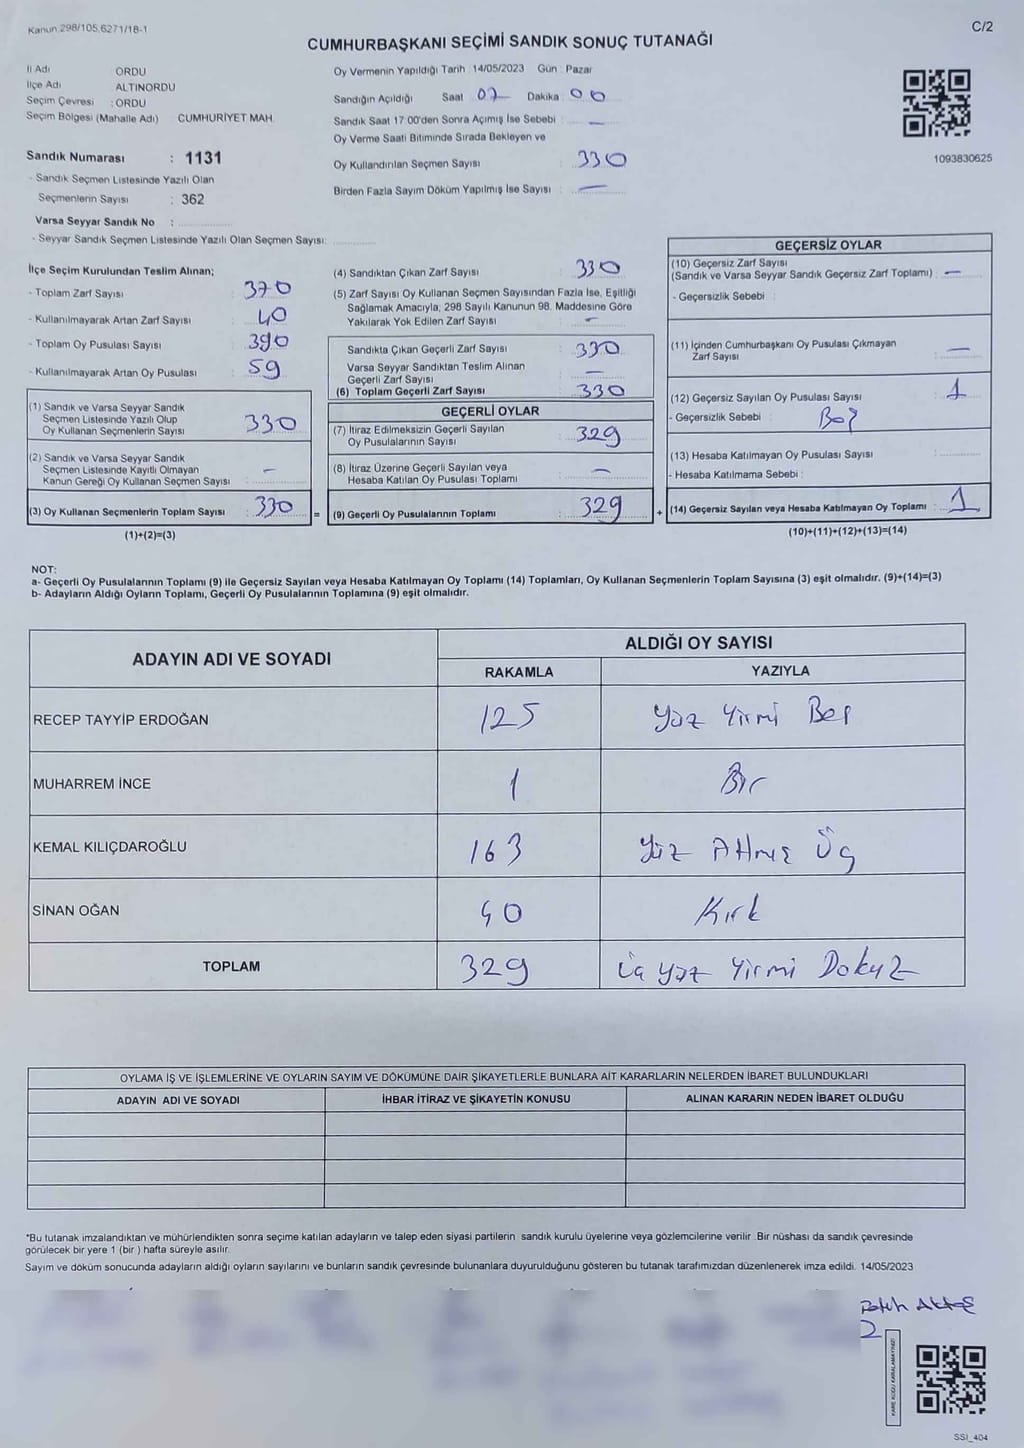 Kanun.298/105,6271/18-1
C/2
CUMHURBAŞKANI SEÇİMİ SANDIK SONUÇ TUTANAĞI
İl Adı ORDU
İlçe Adı ALTINORDU
Seçim Çevresi : ORDU
Seçim Bölgesi (Mahalle Adı) CUMHURİYET MAH.
Sandık Numarası : 1131
- Sandık Seçmen Listesinde Yazılı Olan
Seçmenlerin Sayısı : 362
Varsa Seyyar Sandık No :
- Seyyar Sandık Seçmen Listesinde Yazılı Olan Seçmen Sayısı:
Oy Vermenin Yapıldığı Tarih : 14/05/2023 Gün : Pazar
Sandığın Açıldığı Saat 07 Dakika : 00
Sandık Saat 17:00'den Sonra Açımış İse Sebebi : —
Oy Verme Saati Bitiminde Sırada Bekleyen ve
Oy Kullandırılan Seçmen Sayısı : 330
Birden Fazla Sayım Döküm Yapılmış İse Sayısı : —
1093830625
İlçe Seçim Kurulundan Teslim Alınan;
- Toplam Zarf Sayısı : 370
- Kullanılmayarak Artan Zarf Sayısı : 40
- Toplam Oy Pusulası Sayısı : 390
- Kullanılmayarak Artan Oy Pusulası : 59
(1) Sandık ve Varsa Seyyar Sandık
Seçmen Listesinde Yazılı Olup
Oy Kullanan Seçmenlerin Sayısı : 330
(2) Sandık ve Varsa Seyyar Sandık
Seçmen Listesinde Kayıtlı Olmayan
Kanun Gereği Oy Kullanan Seçmen Sayısı : —
(3) Oy Kullanan Seçmenlerin Toplam Sayısı : 330
(1)+(2)=(3)
(4) Sandıktan Çıkan Zarf Sayısı : 330
(5) Zarf Sayısı Oy Kullanan Seçmen Sayısından Fazla İse, Eşitliği
Sağlamak Amacıyla, 298 Sayılı Kanunun 98. Maddesine Göre
Yakılarak Yok Edilen Zarf Sayısı : —
Sandıkta Çıkan Geçerli Zarf Sayısı : 330
Varsa Seyyar Sandıktan Teslim Alınan
Geçerli Zarf Sayısı : —
(6) Toplam Geçerli Zarf Sayısı : 330
GEÇERLİ OYLAR
(7) İtiraz Edilmeksizin Geçerli Sayılan
Oy Pusulalarının Sayısı : 329
(8) İtiraz Üzerine Geçerli Sayılan veya
Hesaba Katılan Oy Pusulası Toplamı : —
= (9) Geçerli Oy Pusulalarının Toplamı : 329
GEÇERSİZ OYLAR
(10) Geçersiz Zarf Sayısı
(Sandık ve Varsa Seyyar Sandık Geçersiz Zarf Toplamı) : —
- Geçersizlik Sebebi :
(11) İçinden Cumhurbaşkanı Oy Pusulası Çıkmayan
Zarf Sayısı : —
(12) Geçersiz Sayılan Oy Pusulası Sayısı : 1
- Geçersizlik Sebebi : Boş
(13) Hesaba Katılmayan Oy Pusulası Sayısı :
- Hesaba Katılmama Sebebi :
+ (14) Geçersiz Sayılan veya Hesaba Katılmayan Oy Toplamı : 1
(10)+(11)+(12)+(13)=(14)
NOT:
a- Geçerli Oy Pusulalarının Toplamı (9) ile Geçersiz Sayılan veya Hesaba Katılmayan Oy Toplamı (14) Toplamları, Oy Kullanan Seçmenlerin Toplam Sayısına (3) eşit olmalıdır. (9)+(14)=(3)
b- Adayların Aldığı Oyların Toplamı, Geçerli Oy Pusulalarının Toplamına (9) eşit olmalıdır.
ADAYIN ADI VE SOYADI ALDIĞI OY SAYISI
RAKAMLA YAZIYLA
RECEP TAYYİP ERDOĞAN 125 Yüz Yirmi Beş
MUHARREM İNCE 1 Bir
KEMAL KILIÇDAROĞLU 163 Yüz Atmış Üç
SİNAN OĞAN 40 Kırk
TOPLAM 329 Üç yüz Yirmi Dokuz
OYLAMA İŞ VE İŞLEMLERİNE VE OYLARIN SAYIM VE DÖKÜMÜNE DAİR ŞİKAYETLERLE BUNLARA AİT KARARLARIN NELERDEN İBARET BULUNDUKLARI
ADAYIN ADI VE SOYADI İHBAR İTİRAZ VE ŞİKAYETİN KONUSU ALINAN KARARIN NEDEN İBARET OLDUĞU
*Bu tutanak imzalandıktan ve mühürlendikten sonra seçime katılan adayların ve talep eden siyasi partilerin sandık kurulu üyelerine veya gözlemcilerine verilir. Bir nüshası da sandık çevresinde
görülecek bir yere 1 (bir ) hafta süreyle asılır.
Sayım ve döküm sonucunda adayların aldığı oyların sayılarını ve bunların sandık çevresinde bulunanlara duyurulduğunu gösteren bu tutanak tarafımızdan düzenlenerek imza edildi. 14/05/2023
Fatih Aktaş
KARE KODU KARALAMAYINIZ!
SSI_404